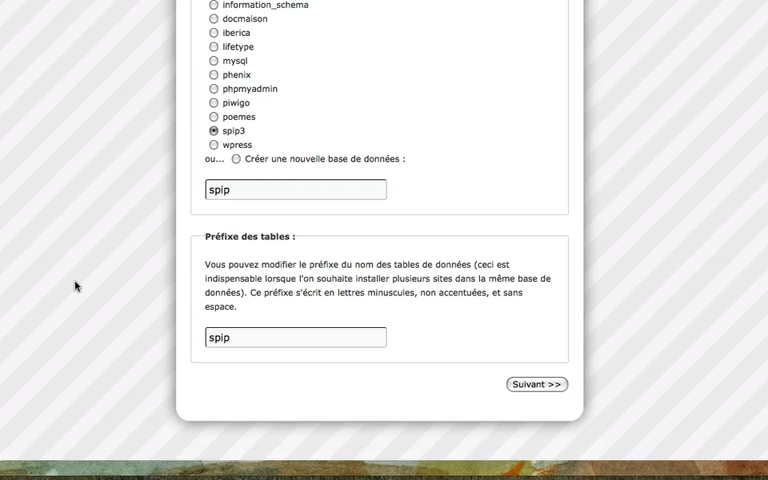 information_schema
docmaison
iberica
lifetype
mysql
phenix
phpmyadmin
piwigo
poemes
spip3
wpress
ou... Créer une nouvelle base de données :
spip
Préfixe des tables :
Vous pouvez modifier le préfixe du nom des tables de données (ceci est
indispensable lorsque l'on souhaite installer plusieurs sites dans la même base de
données). Ce préfixe s'écrit en lettres minuscules, non accentuées, et sans
espace.
spip
Suivant >>